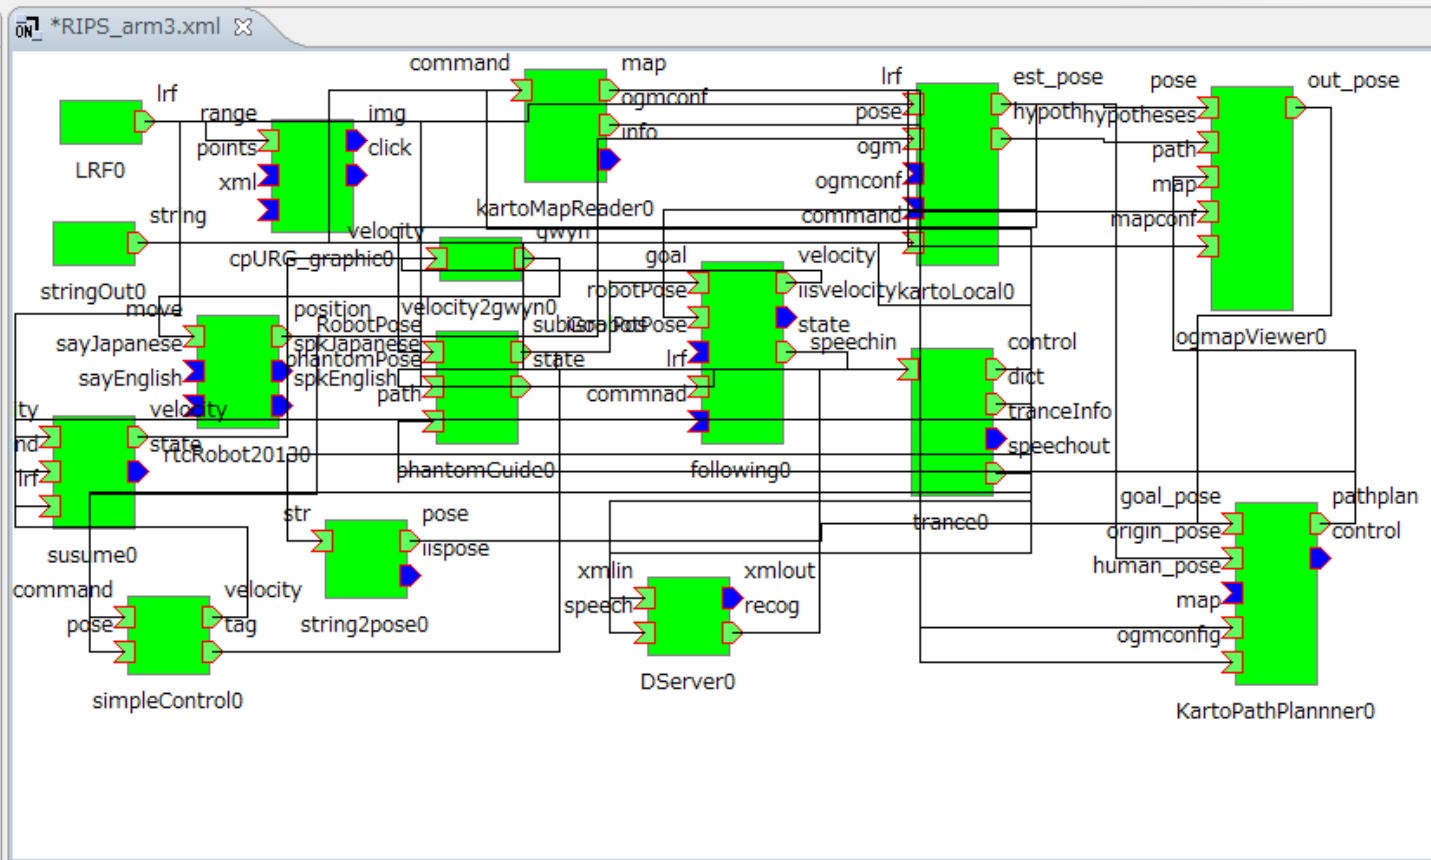 *RIPS_arm3.xml
ON
lrf
LRF0
string
stringOut0
range
points
xml
img
click
cpURG_graphic0
command
map
ogmconf
info
kartoMapReader0
velocity
gwyn
velocity2gwyn0
lrf
pose
ogm
ogmconf
command
est_pose
hypoth
kartoLocal0
pose
hypotheses
path
map
mapconf
out_pose
ogmapViewer0
move
sayJapanese
sayEnglish
position
spkJapanese
spkEnglish
rtcRobot20130
RobotPose
phantomPose
path
state
phantomGuide0
goal
robotPose
lrf
commnad
velocity
iisvelocity
state
following0
speechin
control
dict
tranceInfo
speechout
trance0
ty
nd
lrf
velocity
state
susume0
str
pose
iispose
string2pose0
command
pose
velocity
tag
simpleControl0
xmlin
speech
xmlout
recog
DServer0
goal_pose
origin_pose
human_pose
map
ogmconfig
pathplan
control
KartoPathPlannner0